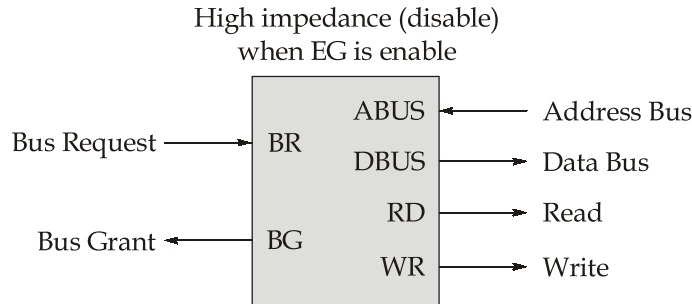 High impedance (disable)
when EG is enable
ABUS
Address Bus
Bus Request
BR
DBUS
Data Bus
RD
Read
Bus Grant
BG
WR
Write